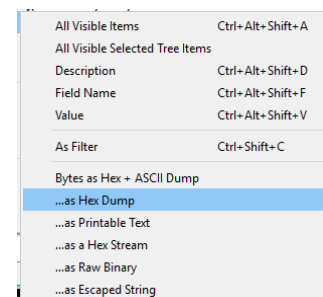 All Visible Items Ctrl+Alt+Shift+A
All Visible Selected Tree Items
Description Ctrl+Alt+Shift+D
Field Name Ctrl+Alt+Shift+F
Value Ctrl+Alt+Shift+V
As Filter Ctrl+Shift+C
Bytes as Hex + ASCII Dump
...as Hex Dump
...as Printable Text
...as a Hex Stream
...as Raw Binary
...as Escaped String